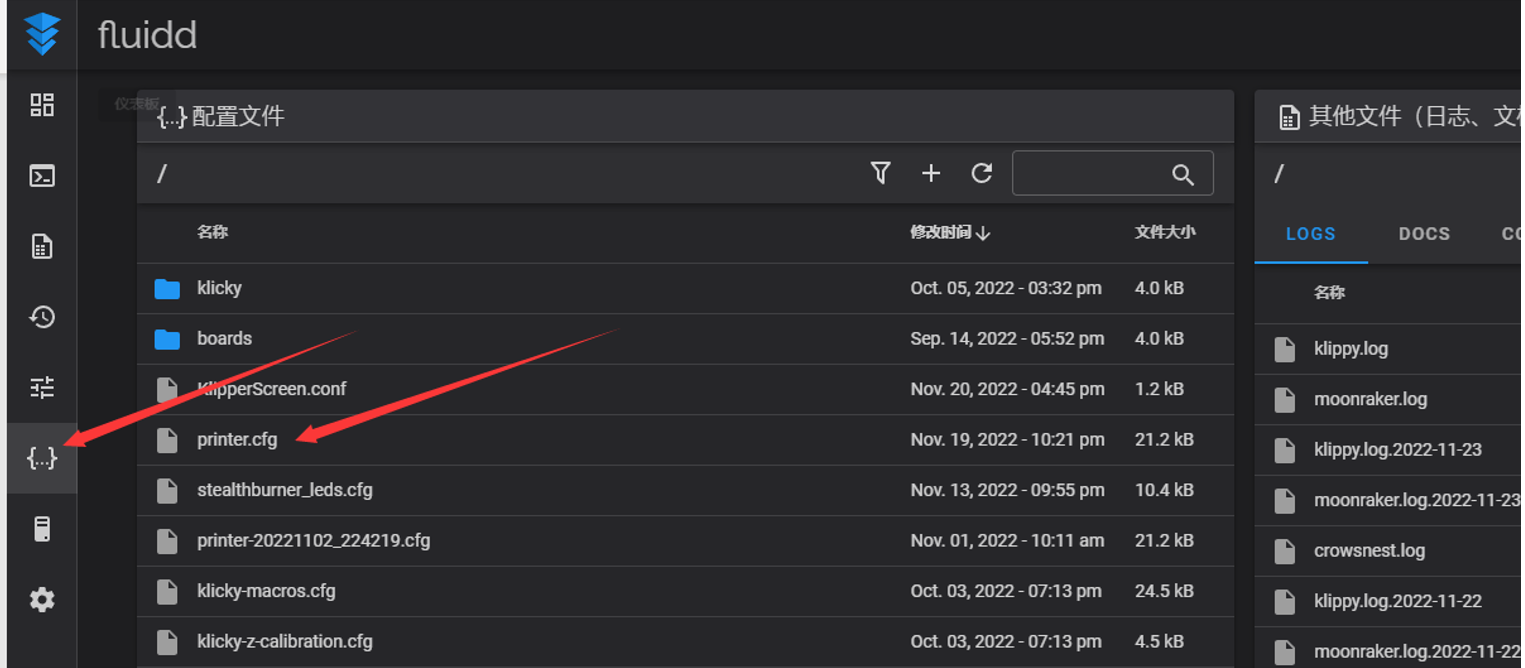 fluidd
仪表板
{...} 配置文件
/
名称 修改时间 文件大小
klicky Oct. 05, 2022 - 03:32 pm 4.0 kB
boards Sep. 14, 2022 - 05:52 pm 4.0 kB
KlipperScreen.conf Nov. 20, 2022 - 04:45 pm 1.2 kB
printer.cfg Nov. 19, 2022 - 10:21 pm 21.2 kB
stealthburner_leds.cfg Nov. 13, 2022 - 09:55 pm 10.4 kB
printer-20221102_224219.cfg Nov. 01, 2022 - 10:11 am 21.2 kB
klicky-macros.cfg Oct. 03, 2022 - 07:13 pm 24.5 kB
klicky-z-calibration.cfg Oct. 03, 2022 - 07:13 pm 4.5 kB
{...}
其他文件（日志、文
/
LOGS DOCS
名称
klippy.log
moonraker.log
klippy.log.2022-11-23
moonraker.log.2022-11-23
crowsnest.log
klippy.log.2022-11-22
moonraker.log.2022-11-22